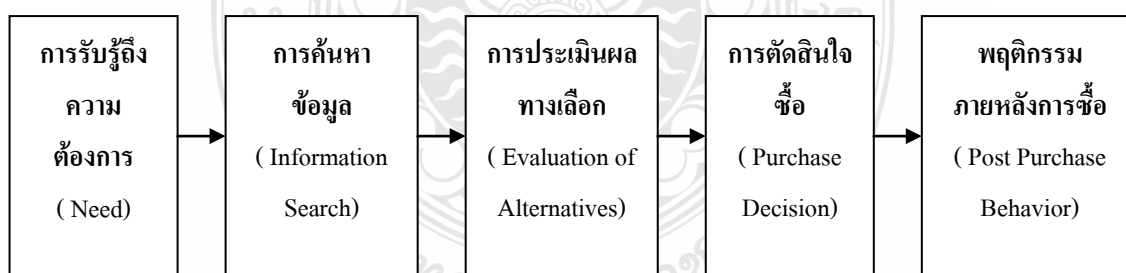 การรับรู้ถึง
ความ
ต้องการ
( Need)
การค้นหา
ข้อมูล
( Information
Search)
การประเมินผล
ทางเลือก
( Evaluation of
Alternatives)
การตัดสินใจ
ซื้อ
( Purchase
Decision)
พฤติกรรม
ภายหลังการซื้อ
( Post Purchase
Behavior)